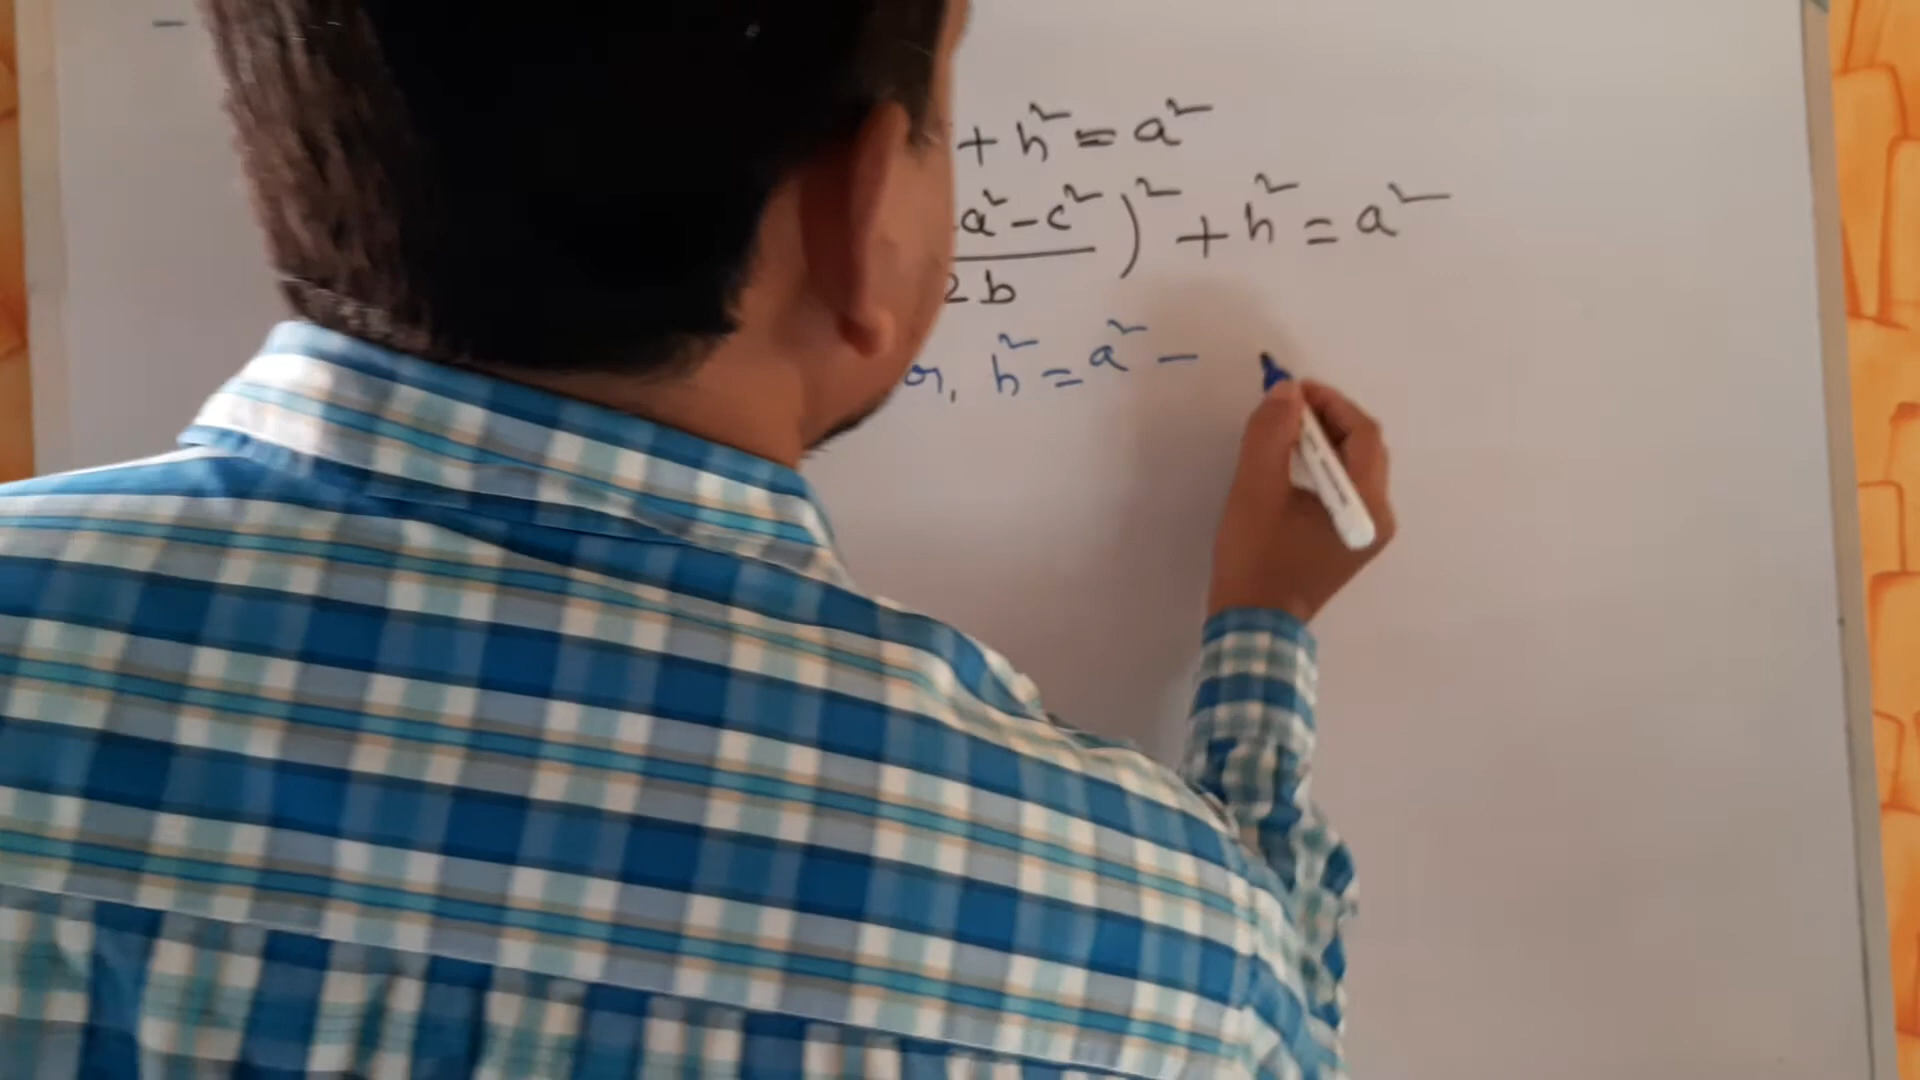 + h² = a²
a² - c² / 2b )² + h² = a²
or, h² = a² -